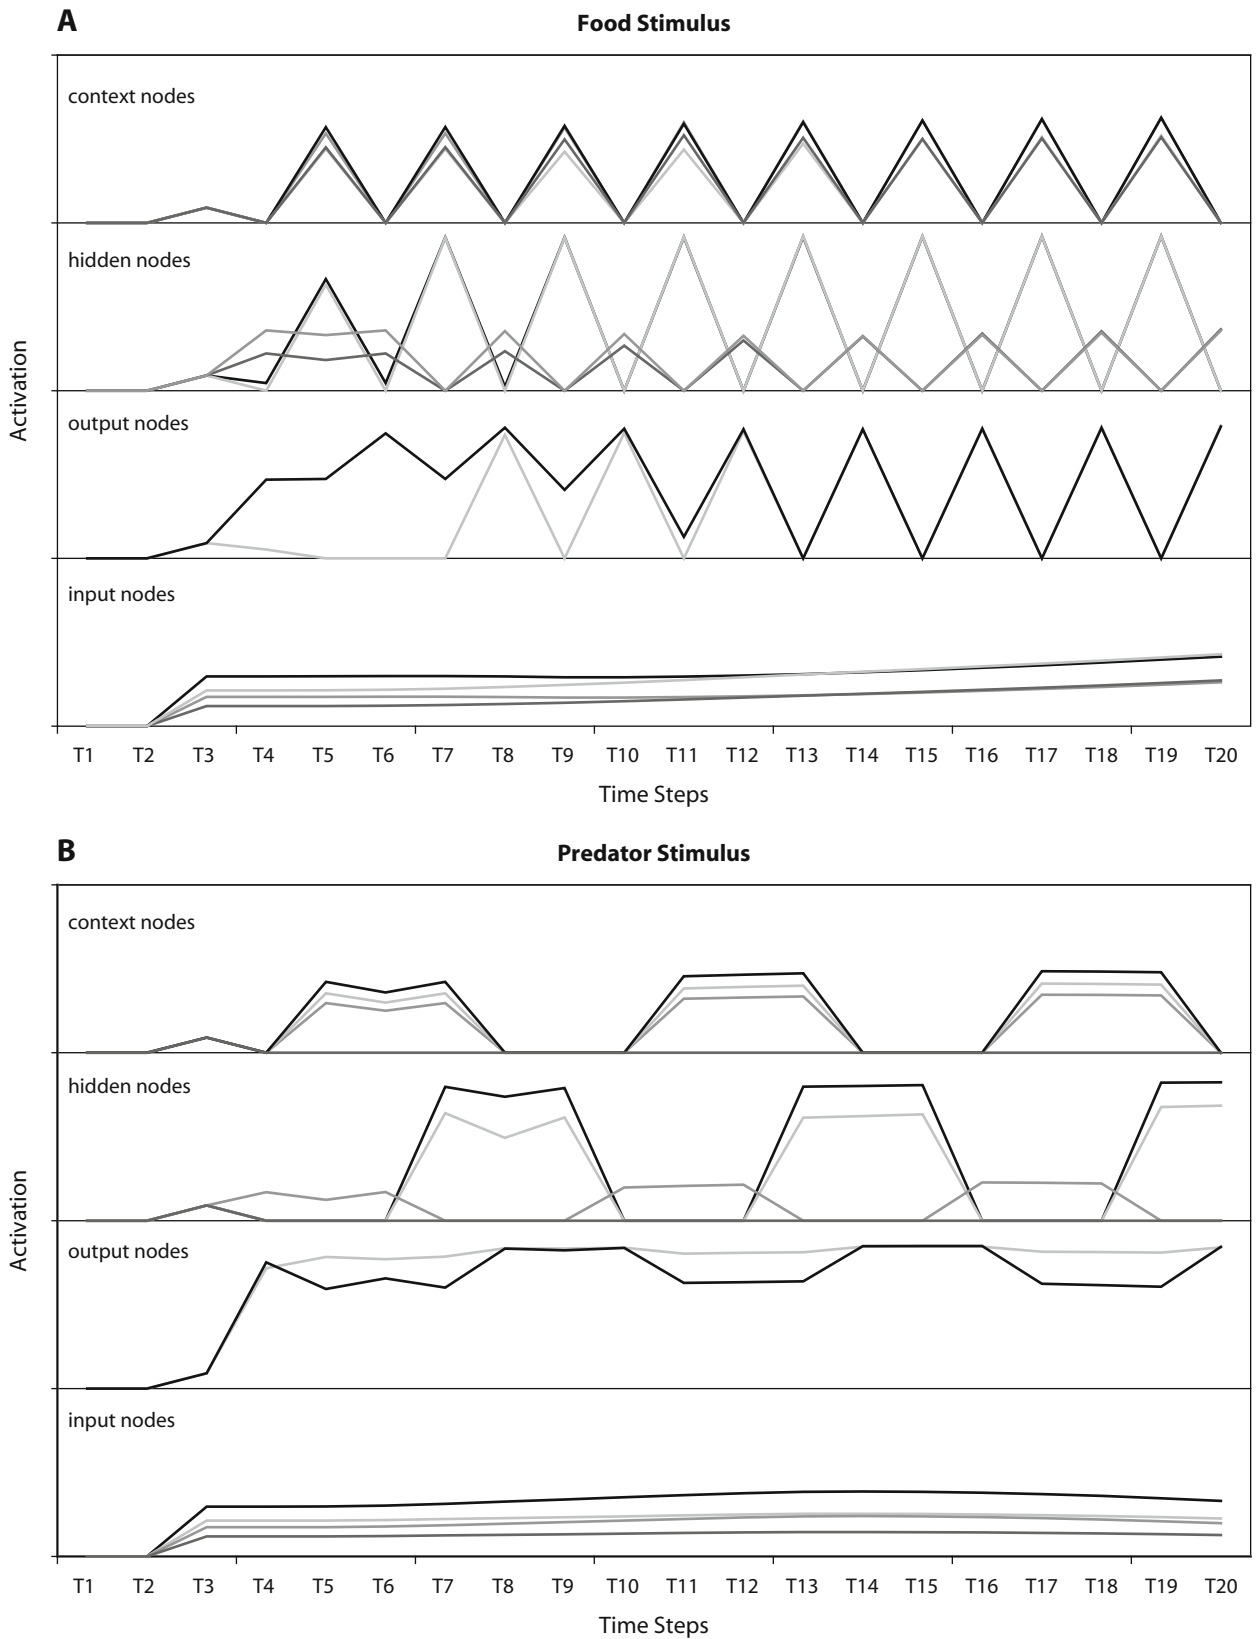 A
Food Stimulus
context nodes
hidden nodes
output nodes
input nodes
Activation
T1 T2 T3 T4 T5 T6 T7 T8 T9 T10 T11 T12 T13 T14 T15 T16 T17 T18 T19 T20
Time Steps
B
Predator Stimulus
context nodes
hidden nodes
output nodes
input nodes
Activation
T1 T2 T3 T4 T5 T6 T7 T8 T9 T10 T11 T12 T13 T14 T15 T16 T17 T18 T19 T20
Time Steps